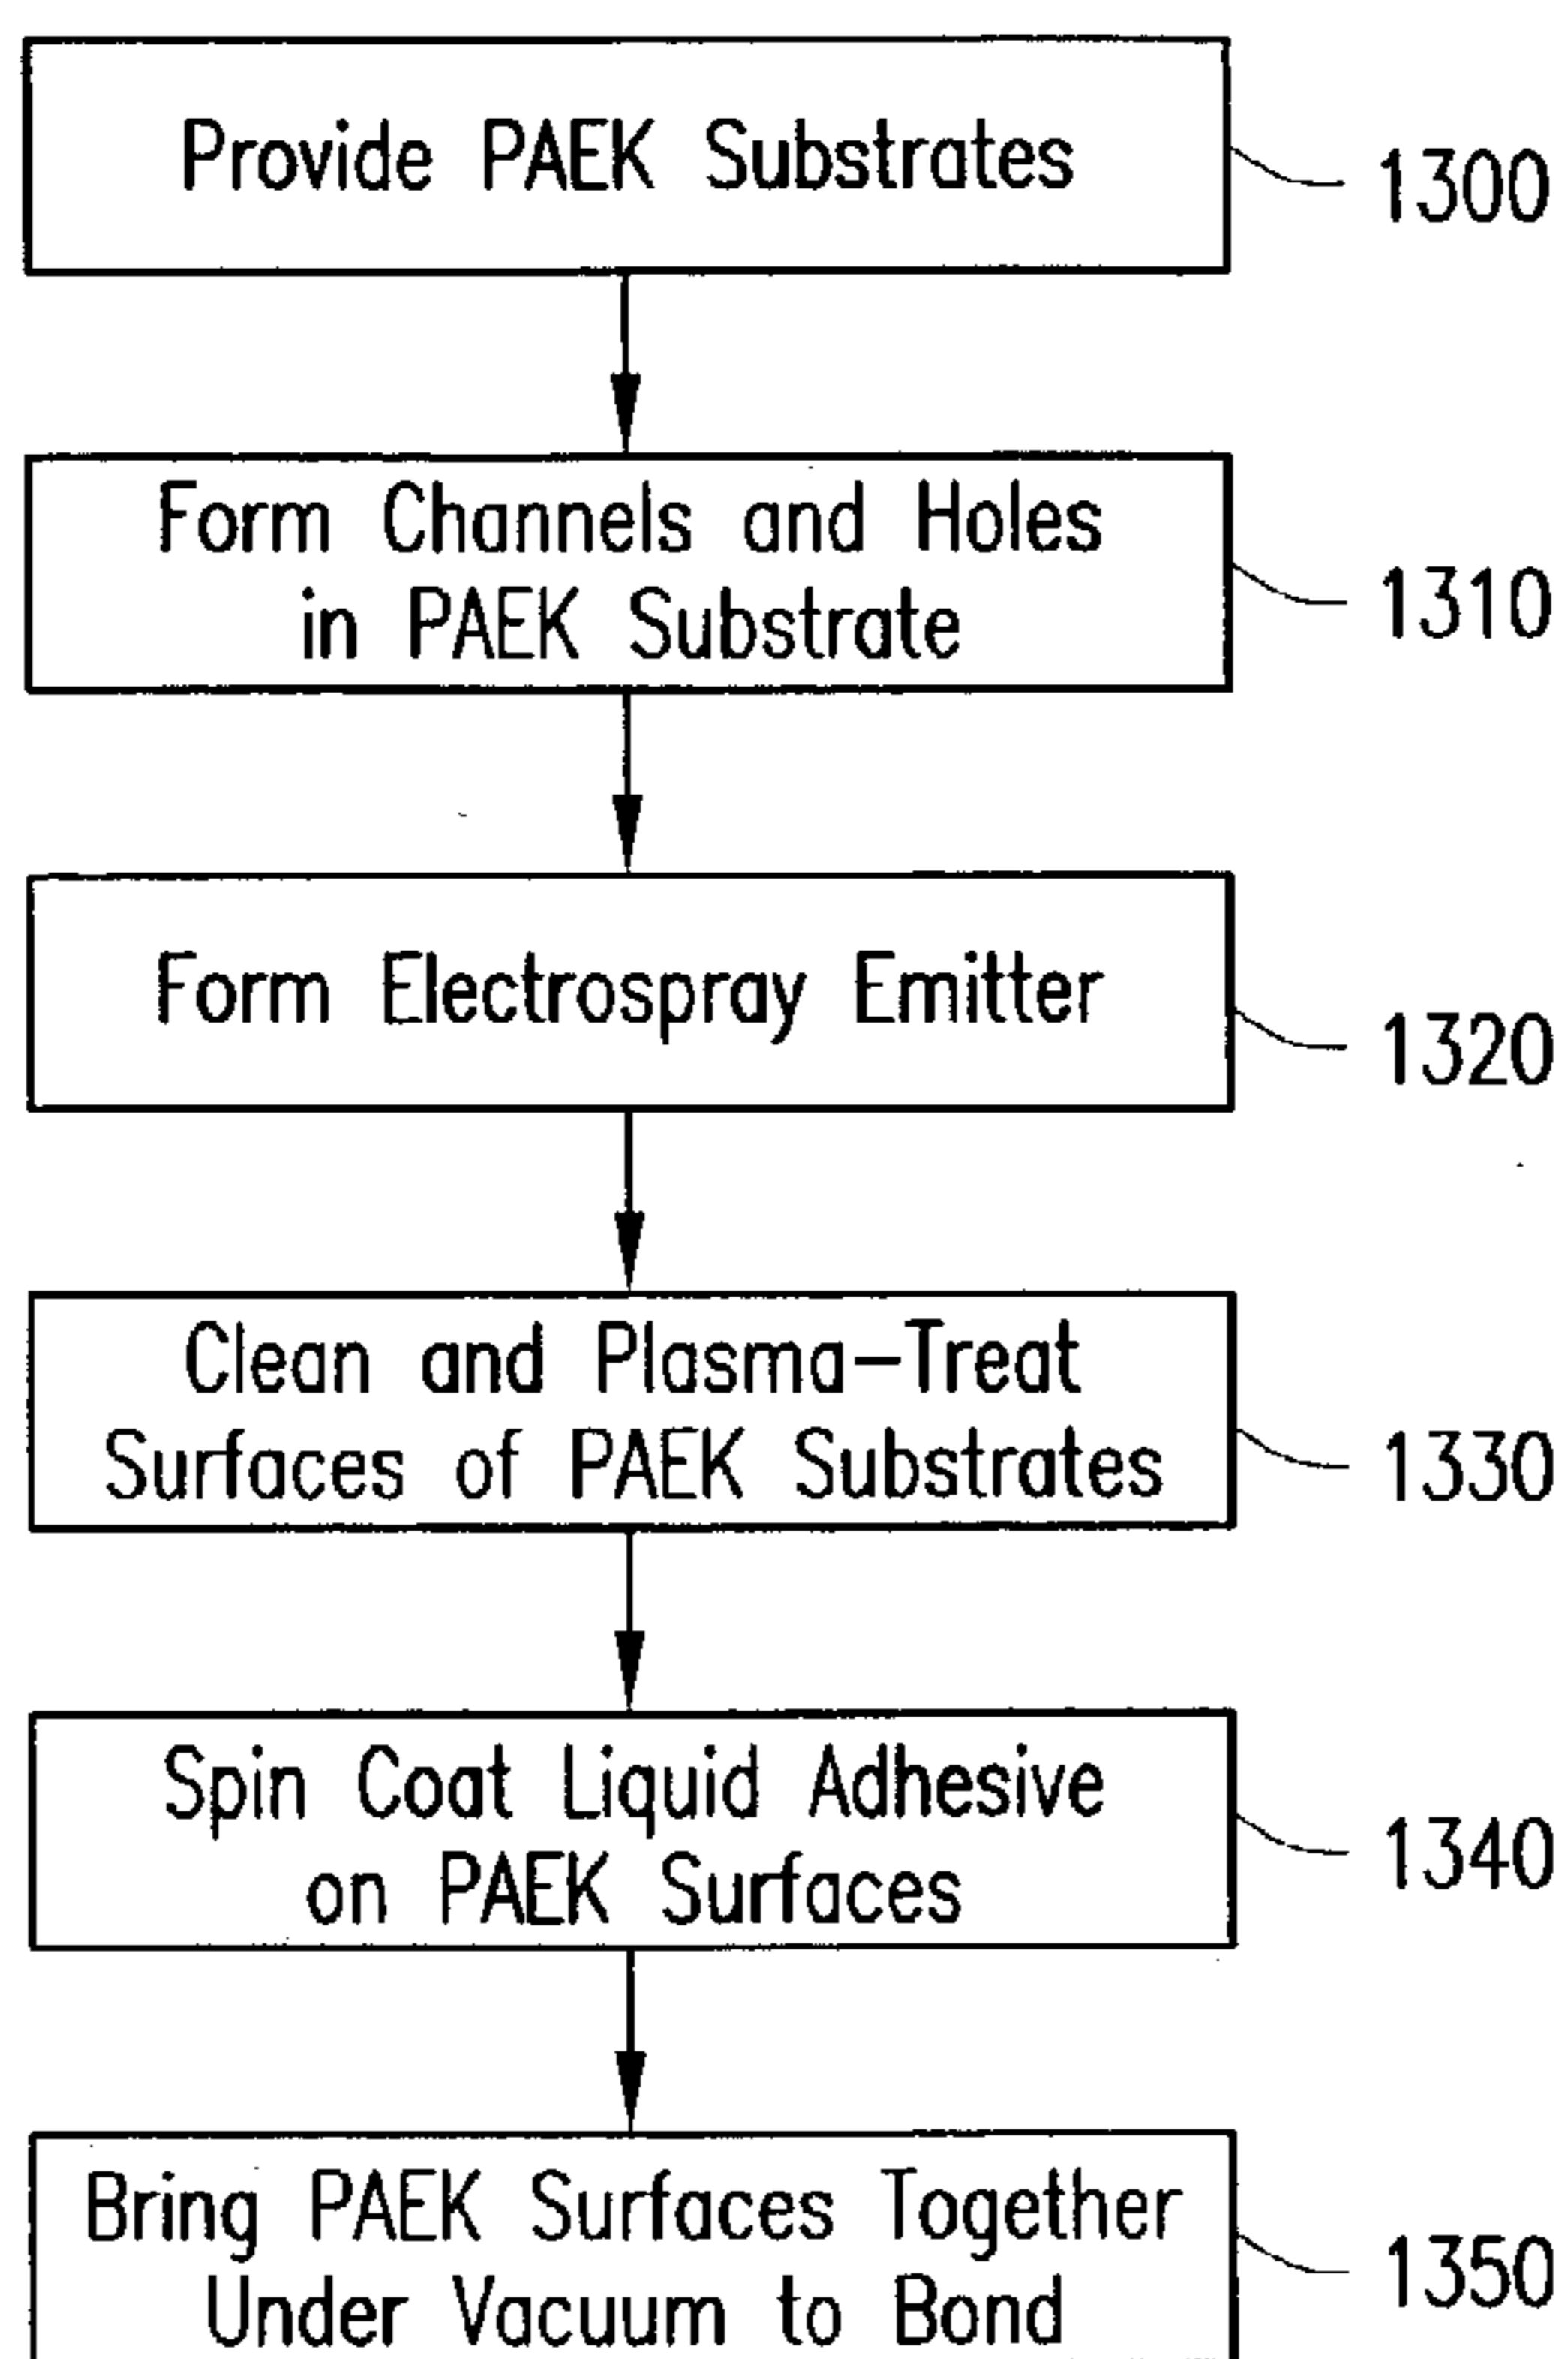 Provide PAEK Substrates
1300
Form Channels and Holes
in PAEK Substrate
1310
Form Electrospray Emitter
1320
Clean and Plasma-Treat
Surfaces of PAEK Substrates
1330
Spin Coat Liquid Adhesive
on PAEK Surfaces
1340
Bring PAEK Surfaces Together
Under Vacuum to Bond
1350